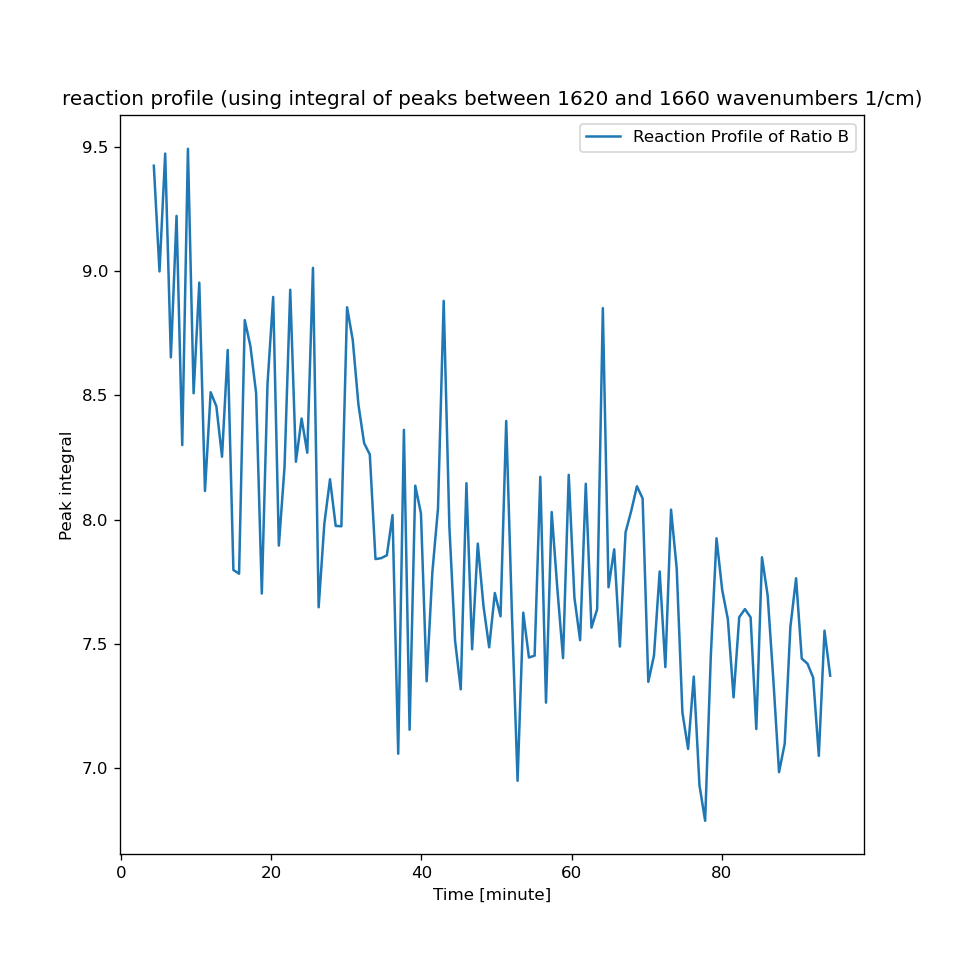 reaction profile (using integral of peaks between 1620 and 1660 wavenumbers 1/cm)
Reaction Profile of Ratio B
9.5
9.0
8.5
8.0
7.5
7.0
Peak integral
0 20 40 60 80
Time [minute]